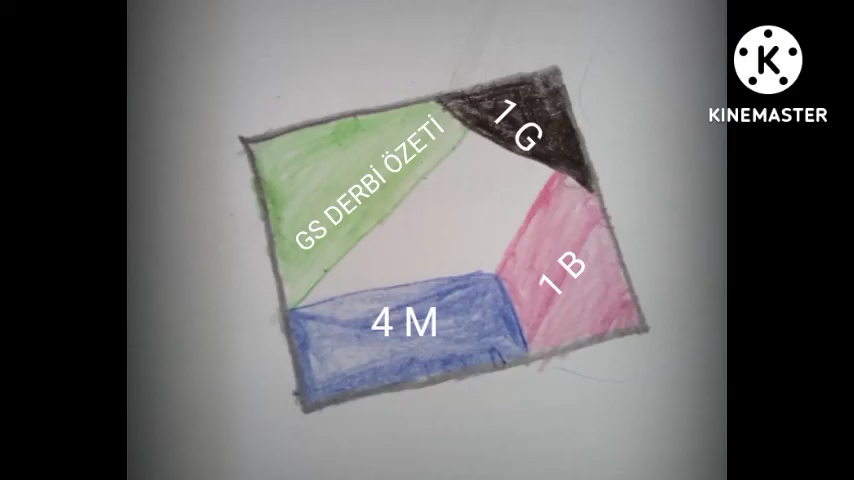 GS DERBİ ÖZETİ
1 G
1 B
4 M
KINEMASTER